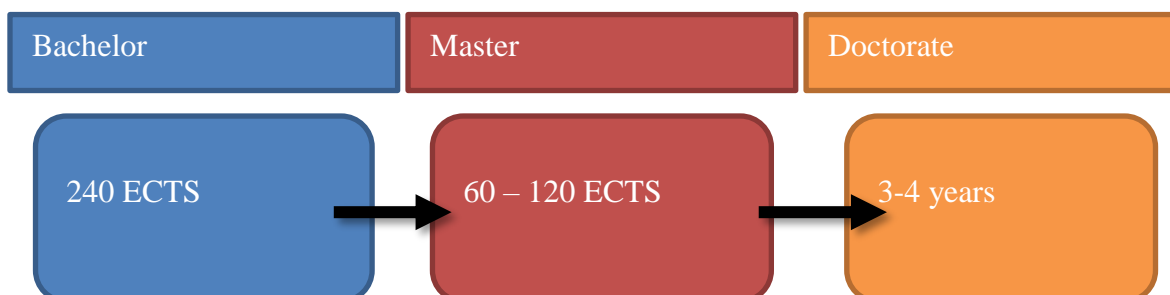 Bachelor
Master
Doctorate
240 ECTS
60 – 120 ECTS
3-4 years